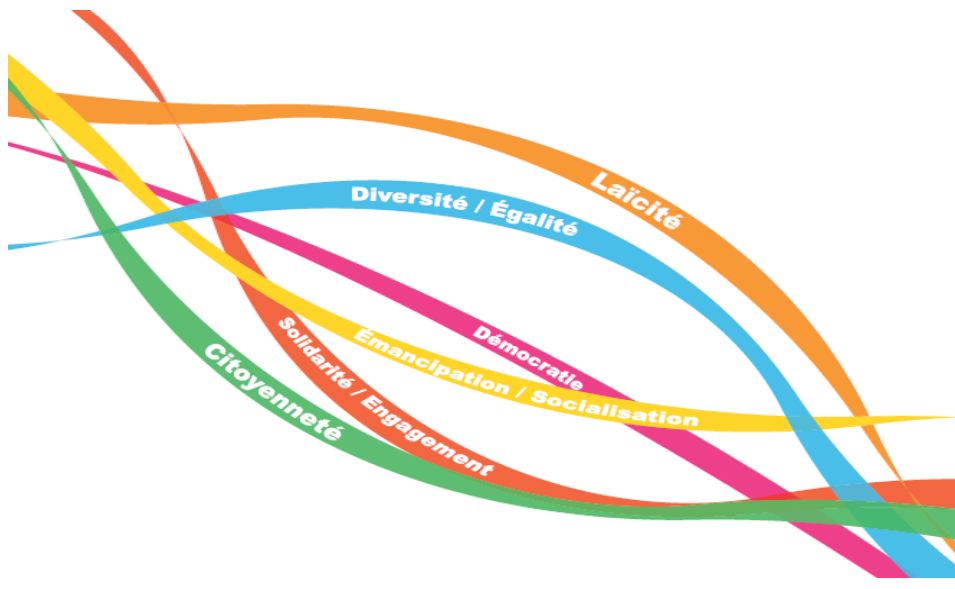 Laïcité
Diversité / Égalité
Démocratie
Émancipation / Socialisation
Solidarité / Engagement
Citoyenneté